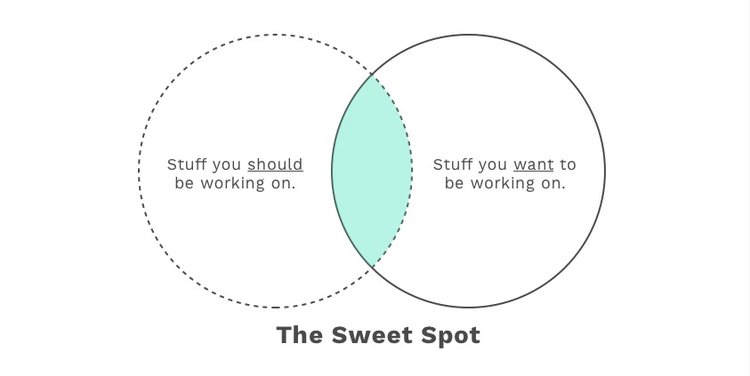 Stuff you should
be working on.
Stuff you want to
be working on.
The Sweet Spot